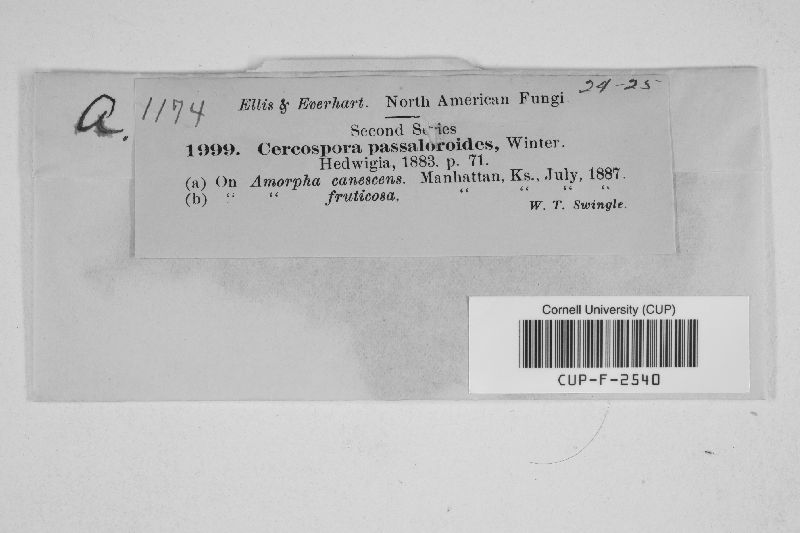 a. 1174 Ellis & Everhart. North American Fungi 24-25
Second Series
1999. Cercospora passaloroides, Winter.
Hedwigia, 1883. p. 71.
(a) On Amorpha canescens. Manhattan, Ks., July, 1887.
(b) “ “ fruticosa. “ “ “ “
W. T. Swingle.
Cornell University (CUP)
CUP-F-2540